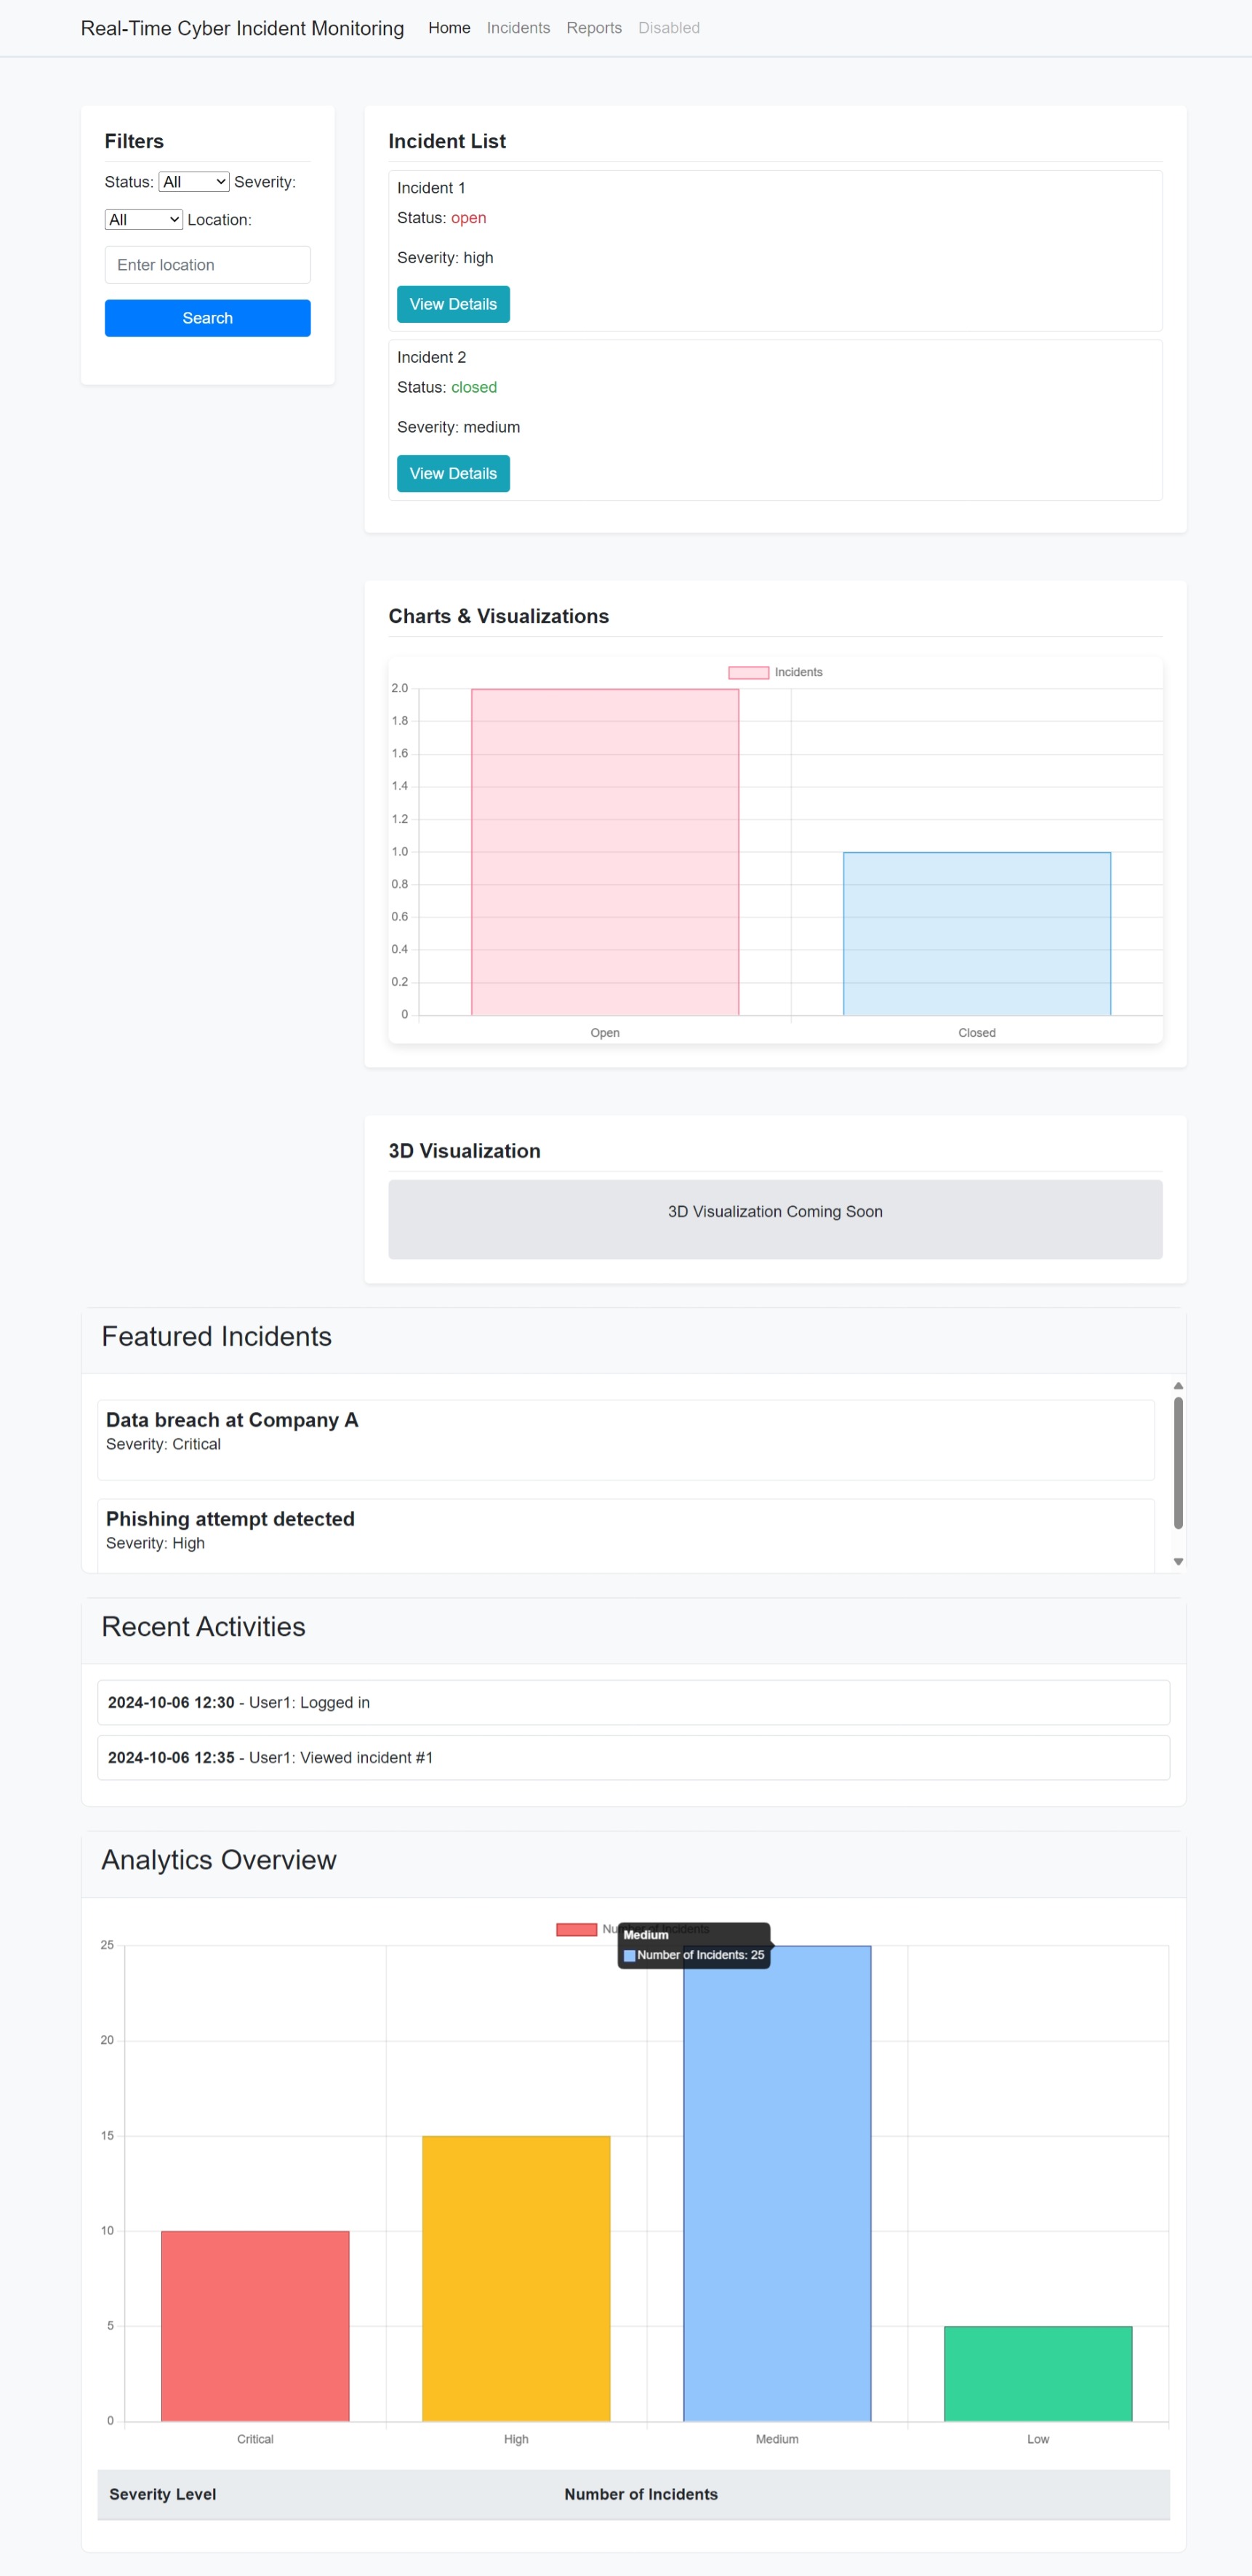 Real-Time Cyber Incident Monitoring Home Incidents Reports Disabled
Filters
Status: All Severity:
All Location:
Enter location
Search
Incident List
Incident 1
Status: open
Severity: high
View Details
Incident 2
Status: closed
Severity: medium
View Details
Charts & Visualizations
Incidents
2.0
1.8
1.6
1.4
1.2
1.0
0.8
0.6
0.4
0.2
0
Open Closed
3D Visualization
3D Visualization Coming Soon
Featured Incidents
Data breach at Company A
Severity: Critical
Phishing attempt detected
Severity: High
Recent Activities
2024-10-06 12:30 - User1: Logged in
2024-10-06 12:35 - User1: Viewed incident #1
Analytics Overview
Number of Incidents
Medium
Number of Incidents: 25
25
20
15
10
5
0
Critical High Medium Low
Severity Level Number of Incidents